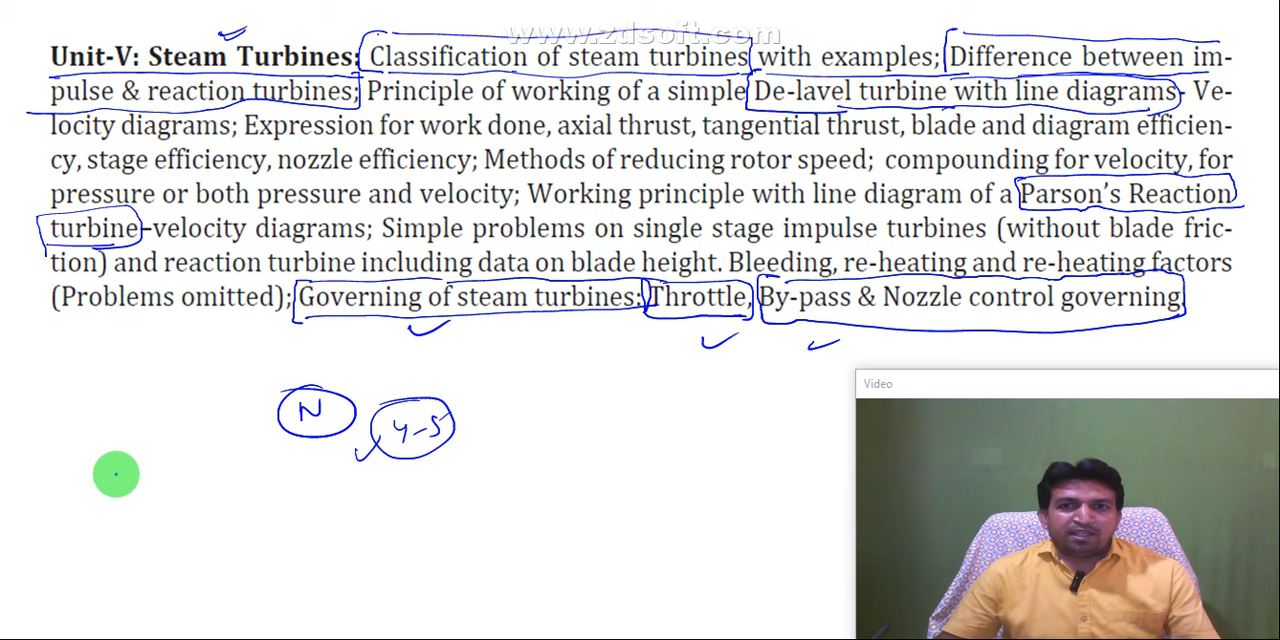 www.zdsoft.com
Unit-V: Steam Turbines: Classification of steam turbines with examples; Difference between im-
pulse & reaction turbines; Principle of working of a simple De-lavel turbine with line diagrams- Ve-
locity diagrams; Expression for work done, axial thrust, tangential thrust, blade and diagram efficien-
cy, stage efficiency, nozzle efficiency; Methods of reducing rotor speed; compounding for velocity, for
pressure or both pressure and velocity; Working principle with line diagram of a Parson's Reaction
turbine–velocity diagrams; Simple problems on single stage impulse turbines (without blade fric-
tion) and reaction turbine including data on blade height. Bleeding, re-heating and re-heating factors
(Problems omitted); Governing of steam turbines: Throttle, By-pass & Nozzle control governing.
N 4-5
Video